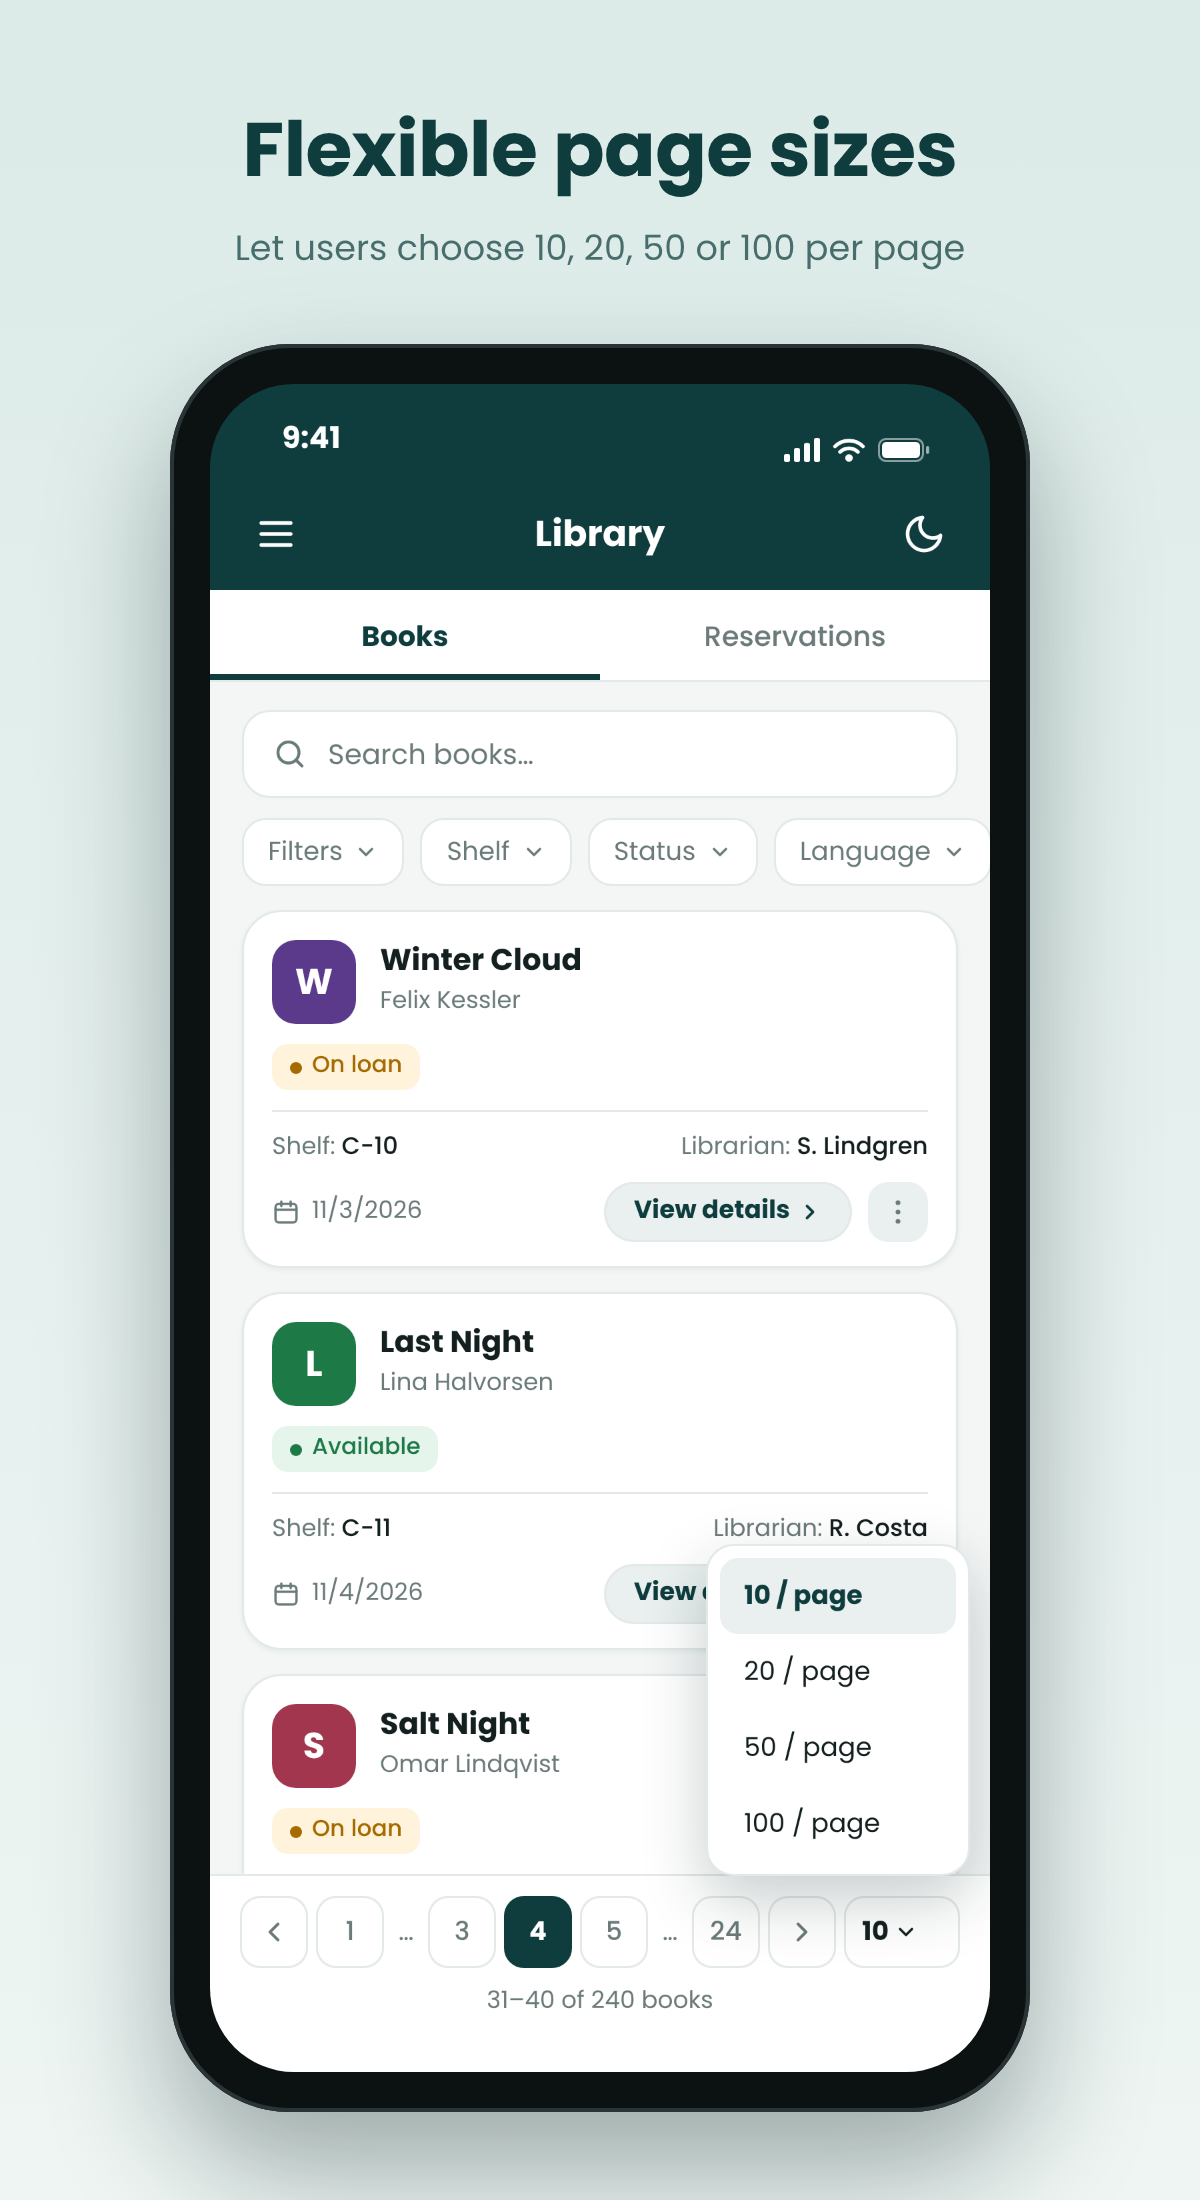 Flexible page sizes
Let users choose 10, 20, 50 or 100 per page
9:41
Library
Books Reservations
Search books...
Filters Shelf Status Language
W
Winter Cloud
Felix Kessler
On loan
Shelf: C-10 Librarian: S. Lindgren
11/3/2026 View details
L
Last Night
Lina Halvorsen
Available
Shelf: C-11 Librarian: R. Costa
11/4/2026 View
10 / page
20 / page
50 / page
100 / page
S
Salt Night
Omar Lindqvist
On loan
1 ... 3 4 5 ... 24 10
31–40 of 240 books